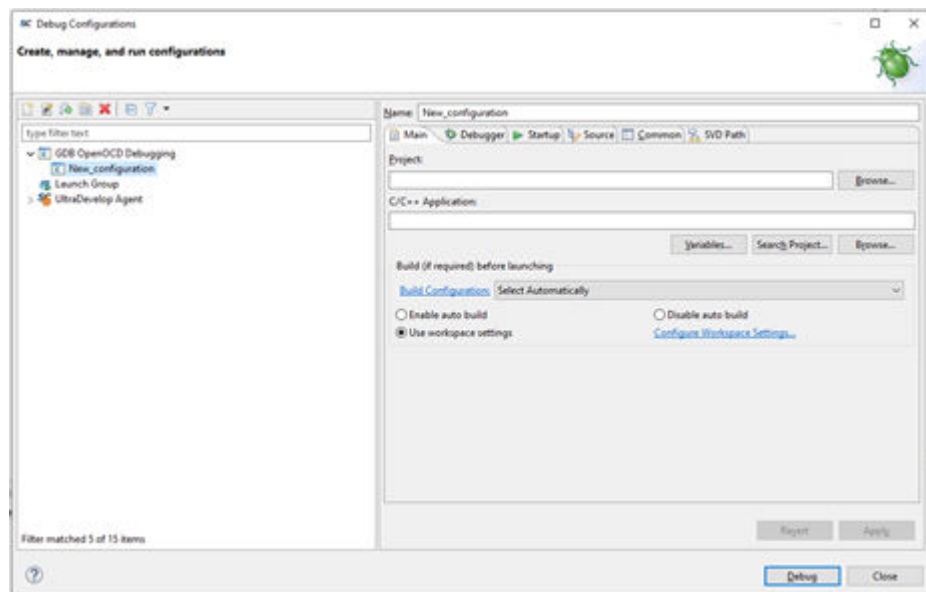 Debug Configurations
Create, manage, and run configurations
type filter text
GDB OpenOCD Debugging
New_configuration
Launch Group
UltraDevelop Agent
Filter matched 5 of 15 items
Name: New_configuration
Main Debugger Startup Source Common SVD Path
Project:
Browse...
C/C++ Application:
Variables... Search Project... Browse...
Build (if required) before launching
Build Configuration: Select Automatically
Enable auto build Disable auto build
Use workspace settings Configure Workspace Settings...
Revert Apply
? Debug Close